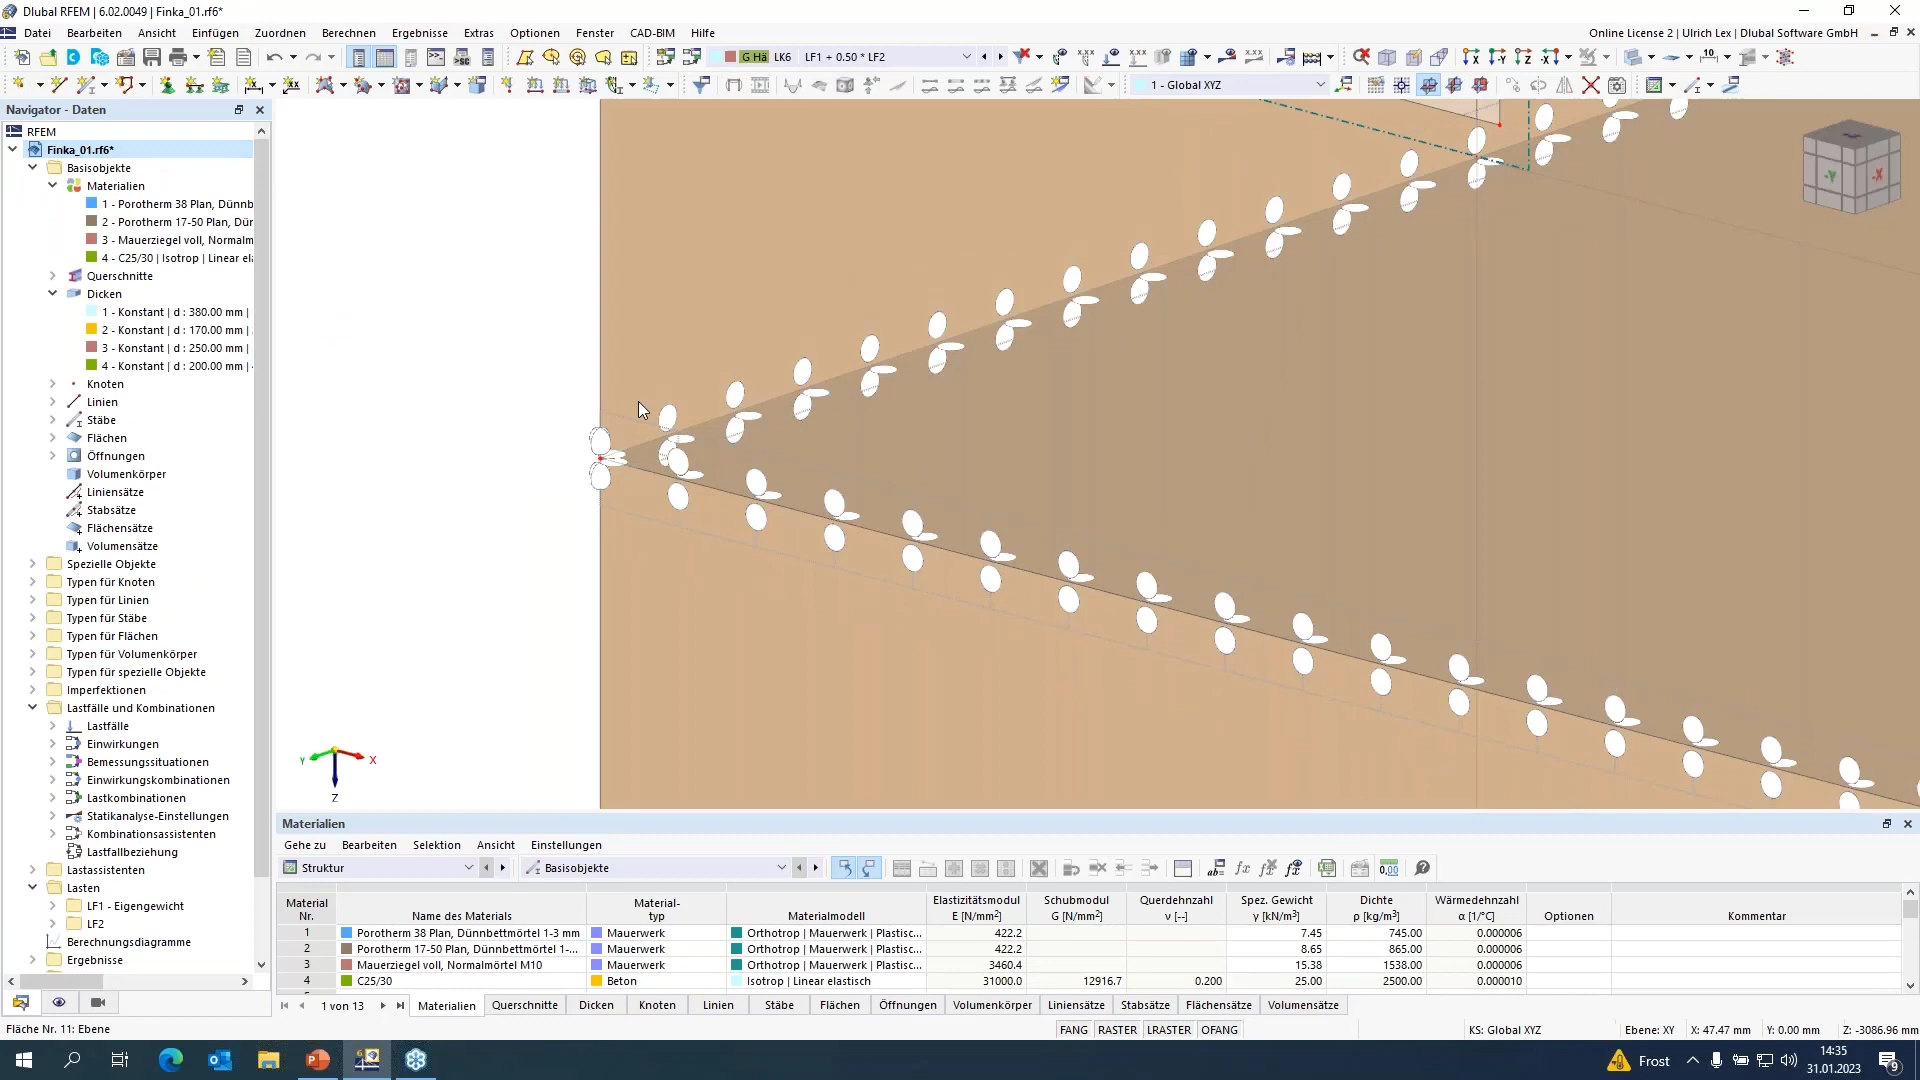 Dlubal RFEM | 6.02.0049 | Finka_01.rf6*
Datei Bearbeiten Ansicht Einfügen Zuordnen Berechnen Ergebnisse Extras Optionen Fenster CAD-BIM Hilfe
Online License 2 | Ulrich Lex | Dlubal Software GmbH
G Hä LK6 LF1 + 0.50 * LF2
1 - Global XYZ
Navigator - Daten
RFEM
Finka_01.rf6*
Basisobjekte
Materialien
1 - Porotherm 38 Plan, Dünnb
2 - Porotherm 17-50 Plan, Dür
3 - Mauerziegel voll, Normalm
4 - C25/30 | Isotrop | Linear ela
Querschnitte
Dicken
1 - Konstant | d : 380.00 mm |
2 - Konstant | d : 170.00 mm |
3 - Konstant | d : 250.00 mm |
4 - Konstant | d : 200.00 mm |
Knoten
Linien
Stäbe
Flächen
Öffnungen
Volumenkörper
Liniensätze
Stabsätze
Flächensätze
Volumensätze
Spezielle Objekte
Typen für Knoten
Typen für Linien
Typen für Stäbe
Typen für Flächen
Typen für Volumenkörper
Typen für spezielle Objekte
Imperfektionen
Lastfälle und Kombinationen
Lastfälle
Einwirkungen
Bemessungssituationen
Einwirkungskombinationen
Lastkombinationen
Statikanalyse-Einstellungen
Kombinationsassistenten
Lastfallbeziehung
Lastassistenten
Lasten
LF1 - Eigengewicht
LF2
Berechnungsdiagramme
Ergebnisse
-Y -X
Y X
Z
Materialien
Gehe zu Bearbeiten Selektion Ansicht Einstellungen
Struktur Basisobjekte
Material Nr. Name des Materials Material-typ Materialmodell Elastizitätsmodul E [N/mm²] Schubmodul G [N/mm²] Querdehnzahl ν [--] Spez. Gewicht γ [kN/m³] Dichte ρ [kg/m³] Wärmedehnzahl α [1/°C] Optionen Kommentar
1 Porotherm 38 Plan, Dünnbettmörtel 1-3 mm Mauerwerk Orthotrop | Mauerwerk | Plastisc... 422.2 7.45 745.00 0.000006
2 Porotherm 17-50 Plan, Dünnbettmörtel 1-... Mauerwerk Orthotrop | Mauerwerk | Plastisc... 422.2 8.65 865.00 0.000006
3 Mauerziegel voll, Normalmörtel M10 Mauerwerk Orthotrop | Mauerwerk | Plastisc... 3460.4 15.38 1538.00 0.000006
4 C25/30 Beton Isotrop | Linear elastisch 31000.0 12916.7 0.200 25.00 2500.00 0.000010
1 von 13 Materialien Querschnitte Dicken Knoten Linien Stäbe Flächen Öffnungen Volumenkörper Liniensätze Stabsätze Flächensätze Volumensätze
Fläche Nr. 11: Ebene FANG RASTER LRASTER OFANG KS: Global XYZ Ebene: XY X: 47.47 mm Y: 0.00 mm Z: -3086.96 mm
Frost
14:35
31.01.2023
9